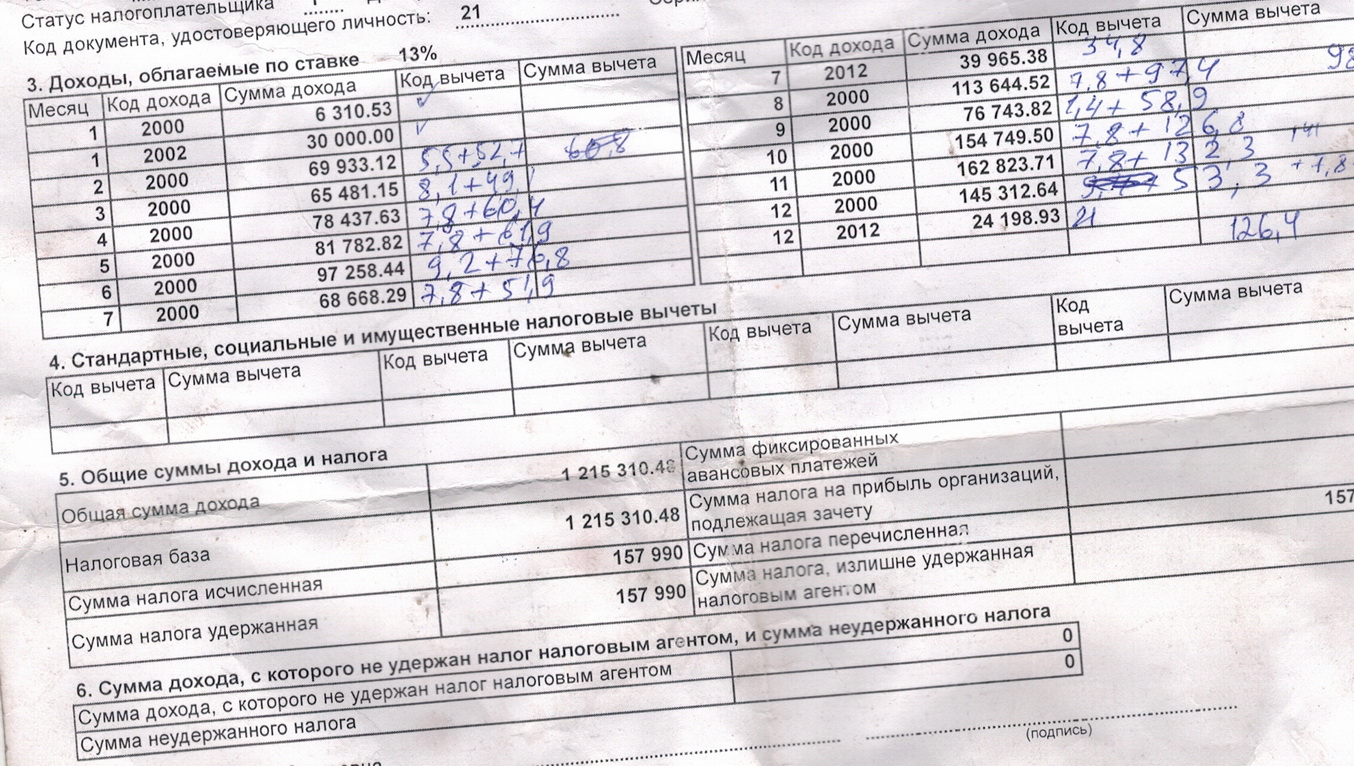 Статус налогоплательщика
Код документа, удостоверяющего личность: 21
3. Доходы, облагаемые по ставке 13%
Месяц Код дохода Сумма дохода Код вычета Сумма вычета
1 2000 6 310.53
1 2002 30 000.00
2 2000 69 933.12 5,5+52,7 60,8
3 2000 65 481.15 8,1+49,1
4 2000 78 437.63 7,8+60,4
5 2000 81 782.82 7,8+61,9
6 2000 97 258.44 9,2+76,8
7 2000 68 668.29 7,8+51,9
Месяц Код дохода Сумма дохода Код вычета Сумма вычета
7 2012 39 965.38 34,8
8 2000 113 644.52 7,8+97,4
9 2000 76 743.82 1,4+58,9
10 2000 154 749.50 7,8+126,8
11 2000 162 823.71 7,8+132,3
12 2000 145 312.64 53,3 +1,8
12 2012 24 198.93 21 126,4
4. Стандартные, социальные и имущественные налоговые вычеты
Код вычета Сумма вычета Код вычета Сумма вычета Код вычета Сумма вычета Код вычета Сумма вычета
5. Общие суммы дохода и налога
Общая сумма дохода 1 215 310.48
Налоговая база 1 215 310.48
Сумма налога исчисленная 157 990
Сумма налога удержанная 157 990
Сумма фиксированных
авансовых платежей
Сумма налога на прибыль организаций,
подлежащая зачету
Сумма налога перечисленная 157
Сумма налога, излишне удержанная
налоговым агентом
6. Сумма дохода, с которого не удержан налог налоговым агентом, и сумма неудержанного налога
Сумма дохода, с которого не удержан налог налоговым агентом 0
Сумма неудержанного налога 0
(подпись)